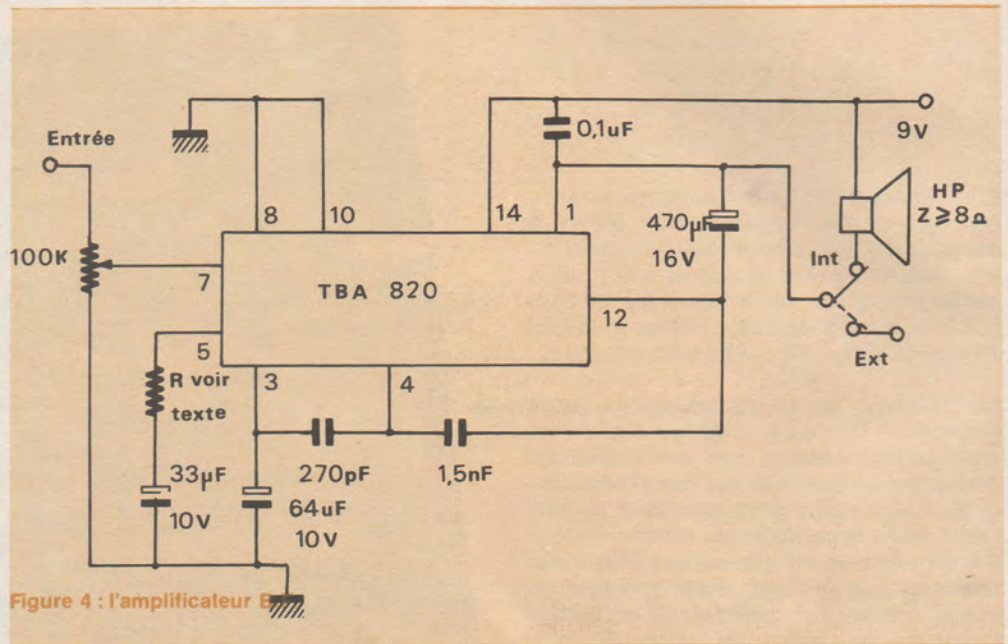 Entrée
100K
8
10
14
1
0,1uF
9V
HP
Z ⩾ 8Ω
Int
Ext
470µF
16V
7
TBA 820
12
5
R voir
texte
3
4
270pF
1,5nF
33µF
10V
64uF
10V
Figure 4 : l'amplificateur